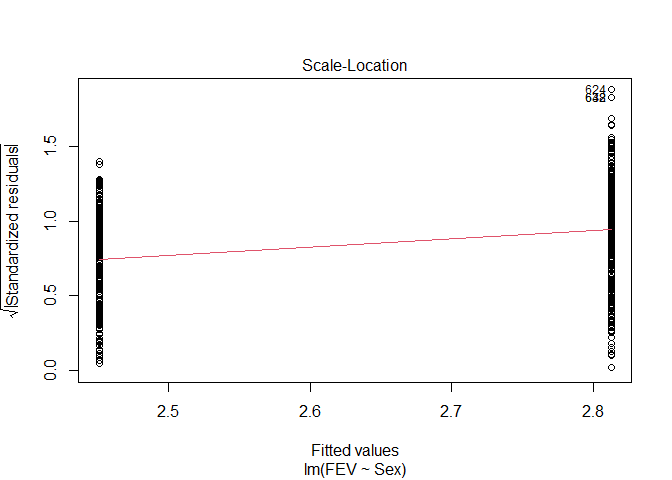 Scale-Location
624
1.5
1.0
0.5
0.0
√|Standardized residuals|
2.5 2.6 2.7 2.8
Fitted values
lm(FEV ~ Sex)